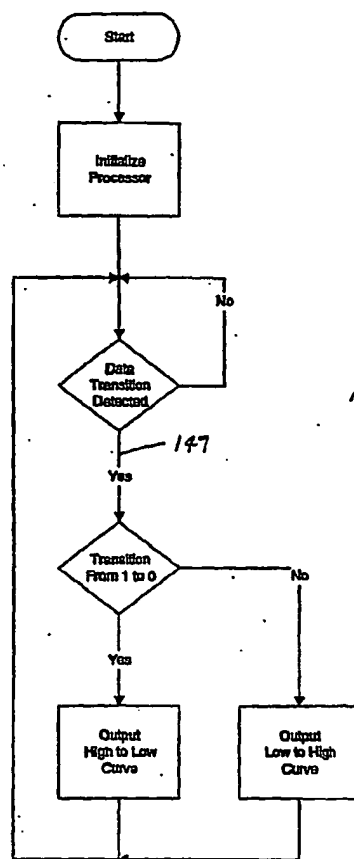 Start
Initialize
Processor
No
Data
Transition
Detected
147
Yes
Transition
From 1 to 0
No
Yes
Output
High to Low
Curve
Output
Low to High
Curve